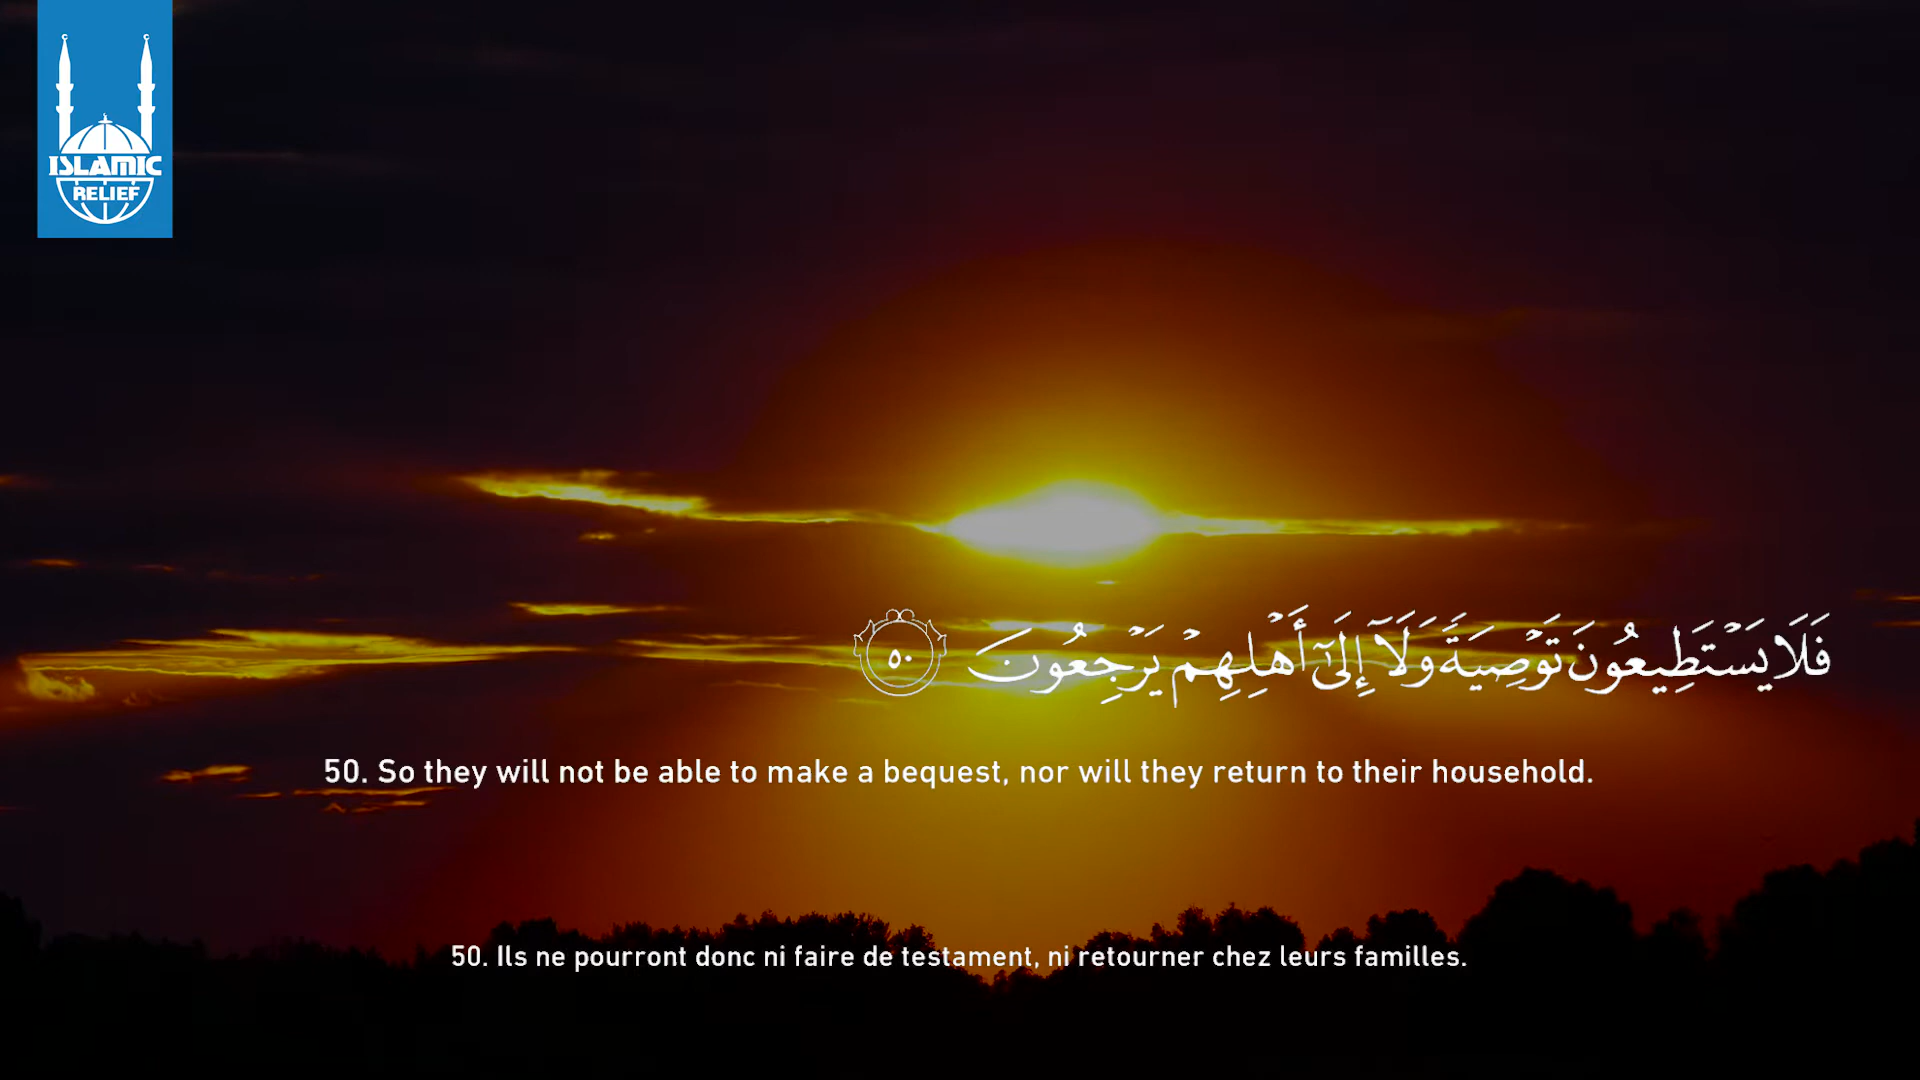 ISLAMIC
RELIEF
فَلَا يَسْتَطِيعُونَ تَوْصِيَةً وَلَآ إِلَىٰٓ أَهْلِهِمْ يَرْجِعُونَ ٥٠
50. So they will not be able to make a bequest, nor will they return to their household.
50. Ils ne pourront donc ni faire de testament, ni retourner chez leurs familles.